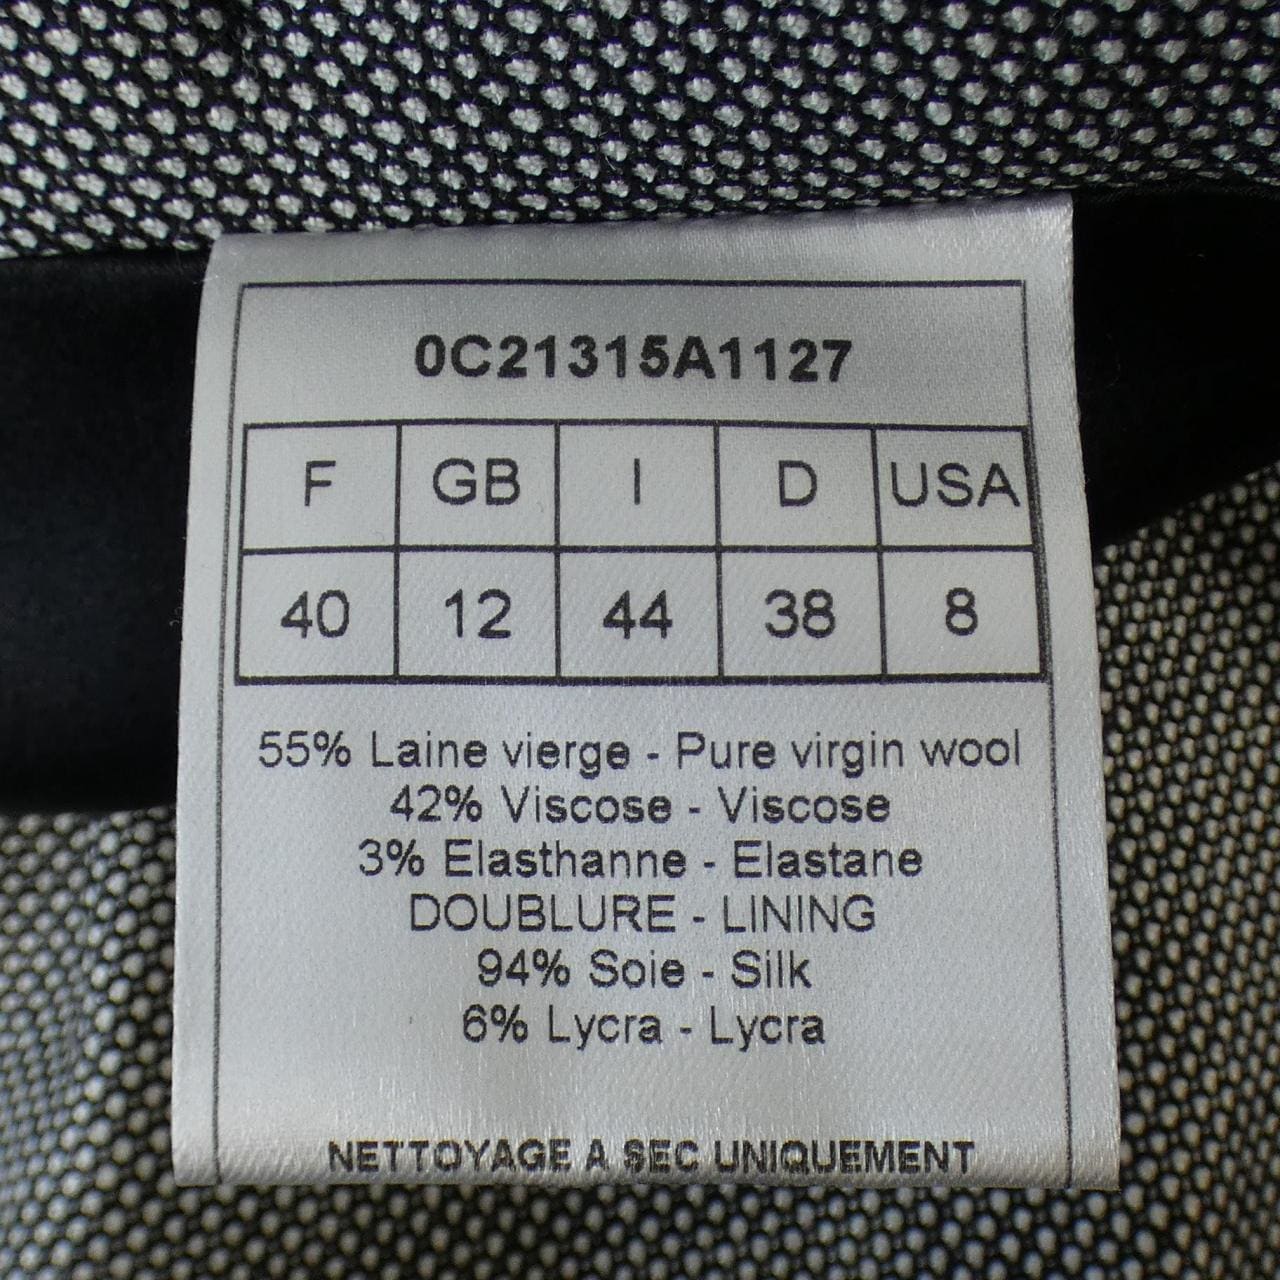 0C21315A1127
F GB I D USA
40 12 44 38 8
55% Laine vierge - Pure virgin wool
42% Viscose - Viscose
3% Elasthanne - Elastane
DOUBLURE - LINING
94% Soie - Silk
6% Lycra - Lycra
NETTOYAGE A SEC UNIQUEMENT